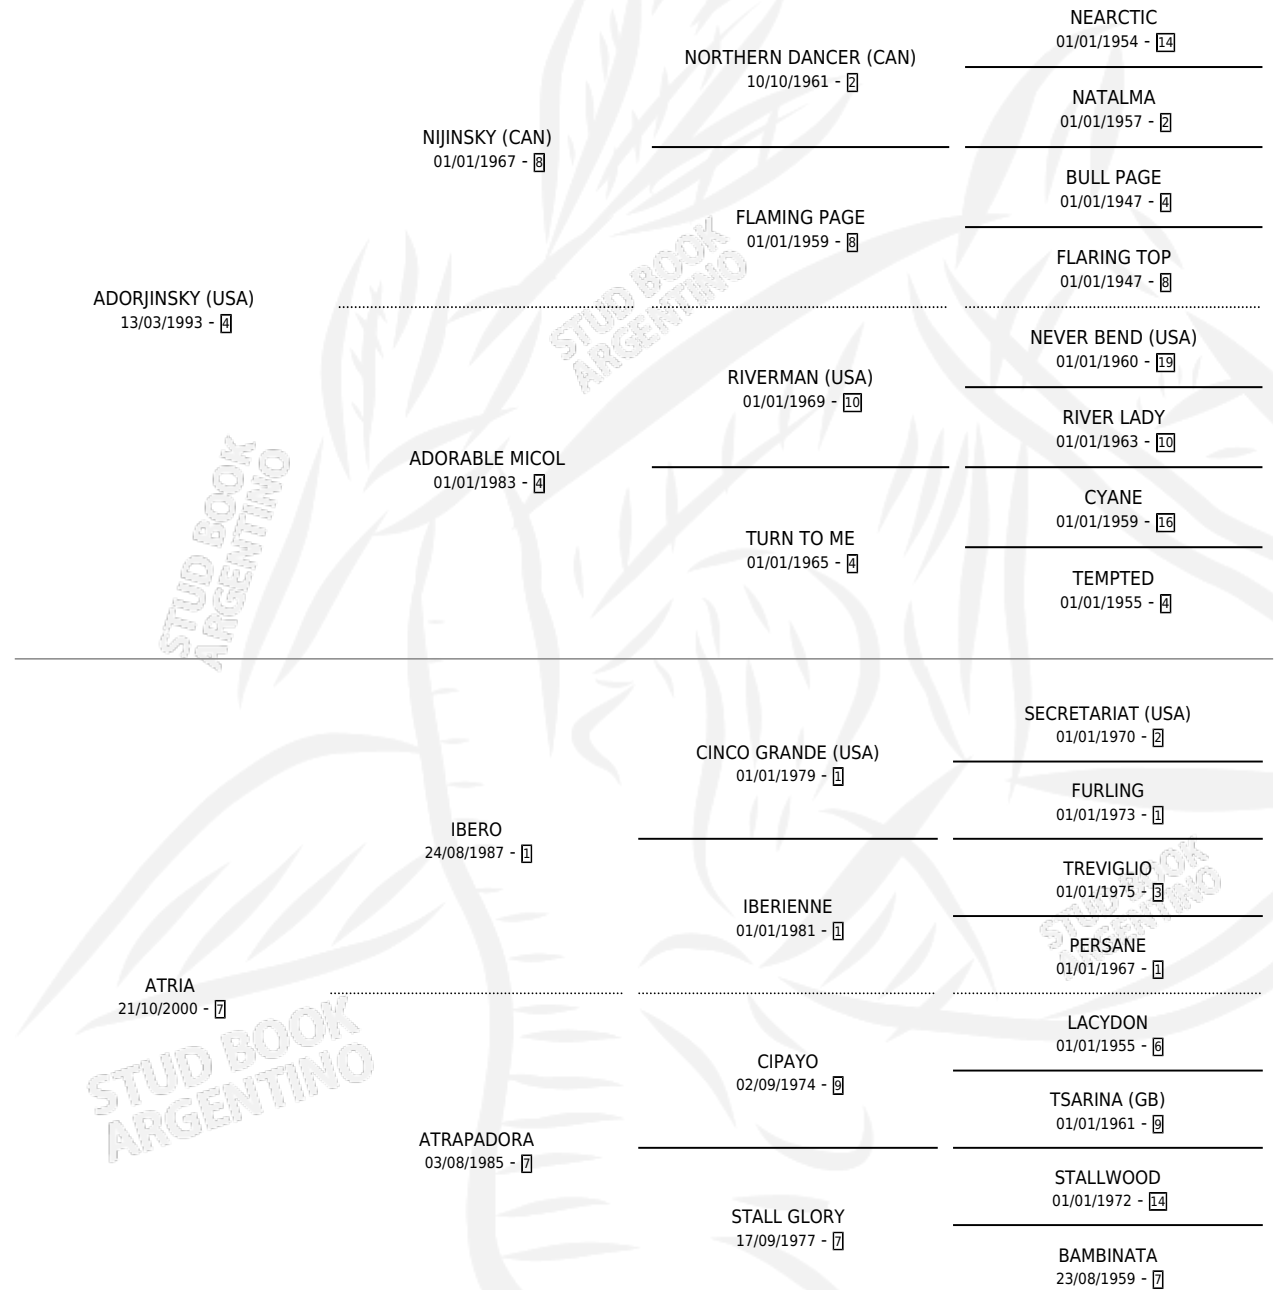 NEARCTIC
01/01/1954 - 14
NORTHERN DANCER (CAN)
10/10/1961 - 2
NATALMA
01/01/1957 - 2
NIJINSKY (CAN)
01/01/1967 - 8
BULL PAGE
01/01/1947 - 4
FLAMING PAGE
01/01/1959 - 8
FLARING TOP
01/01/1947 - 8
ADORJINSKY (USA)
13/03/1993 - 4
STUD BOOK
ARGENTINO
NEVER BEND (USA)
01/01/1960 - 19
RIVERMAN (USA)
01/01/1969 - 10
RIVER LADY
01/01/1963 - 10
ADORABLE MICOL
01/01/1983 - 4
CYANE
01/01/1959 - 16
TURN TO ME
01/01/1965 - 4
TEMPTED
01/01/1955 - 4
STUD BOOK
ARGENTINO
SECRETARIAT (USA)
01/01/1970 - 2
CINCO GRANDE (USA)
01/01/1979 - 1
FURLING
01/01/1973 - 1
IBERO
24/08/1987 - 1
TREVIGLIO
01/01/1975 - 3
IBERIENNE
01/01/1981 - 1
PERSANE
01/01/1967 - 1
STUD BOOK
ARGENTINO
ATRIA
21/10/2000 - 7
LACYDON
01/01/1955 - 6
CIPAYO
02/09/1974 - 9
TSARINA (GB)
01/01/1961 - 9
STUD BOOK
ARGENTINO
ATRAPADORA
03/08/1985 - 7
STALLWOOD
01/01/1972 - 14
STALL GLORY
17/09/1977 - 7
BAMBINATA
23/08/1959 - 7